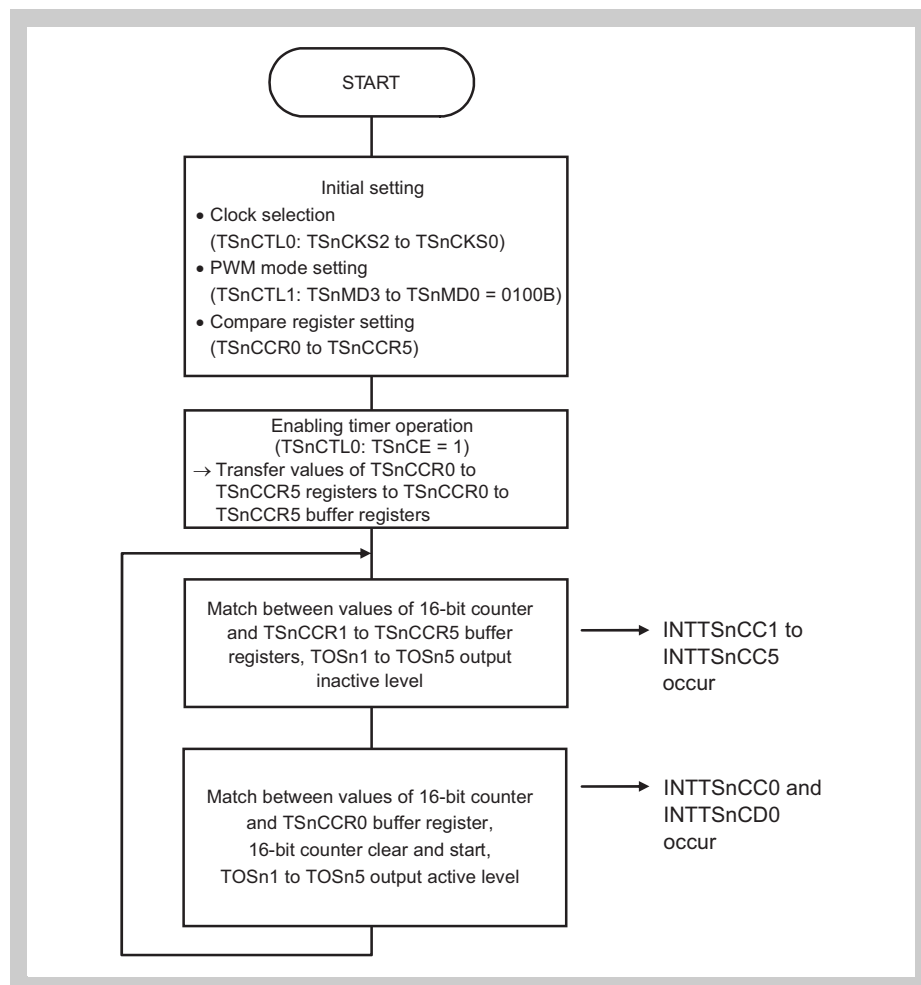 START
Initial setting
• Clock selection
(TSnCTL0: TSnCKS2 to TSnCKS0)
• PWM mode setting
(TSnCTL1: TSnMD3 to TSnMD0 = 0100B)
• Compare register setting
(TSnCCR0 to TSnCCR5)
Enabling timer operation
(TSnCTL0: TSnCE = 1)
→ Transfer values of TSnCCR0 to
TSnCCR5 registers to TSnCCR0 to
TSnCCR5 buffer registers
Match between values of 16-bit counter
and TSnCCR1 to TSnCCR5 buffer
registers, TOSn1 to TOSn5 output
inactive level
INTTSnCC1 to
INTTSnCC5
occur
Match between values of 16-bit counter
and TSnCCR0 buffer register,
16-bit counter clear and start,
TOSn1 to TOSn5 output active level
INTTSnCC0 and
INTTSnCD0
occur